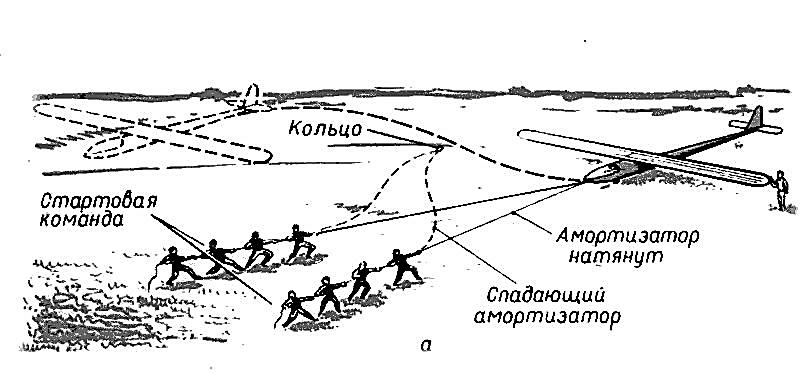 Кольцо
Стартовая
команда
Амортизатор
натянут
Спадающий
амортизатор
а